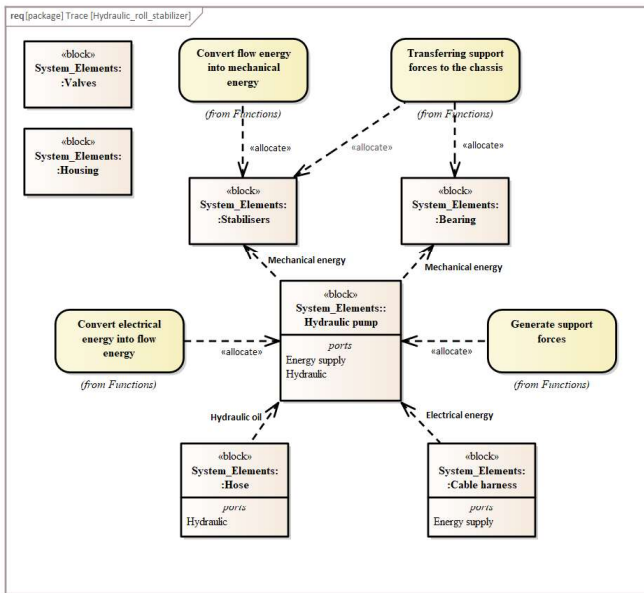 req[package] Trace [Hydraulic_roll_stabilizer]
«block»
System_Elements:
:Valves
«block»
System_Elements:
:Housing
Convert flow energy
into mechanical
energy
(from Functions)
Transferring support
forces to the chassis
(from Functions)
«allocate»
«allocate»
«allocate»
«block»
System_Elements:
:Stabilisers
«block»
System_Elements:
:Bearing
Mechanical energy
Mechanical energy
Convert electrical
energy into flow
energy
(from Functions)
«allocate»
«block»
System_Elements::
Hydraulic pump
ports
Energy supply
Hydraulic
«allocate»
Generate support
forces
(from Functions)
Hydraulic oil
Electrical energy
«block»
System_Elements:
:Hose
ports
Hydraulic
«block»
System_Elements:
:Cable harness
ports
Energy supply